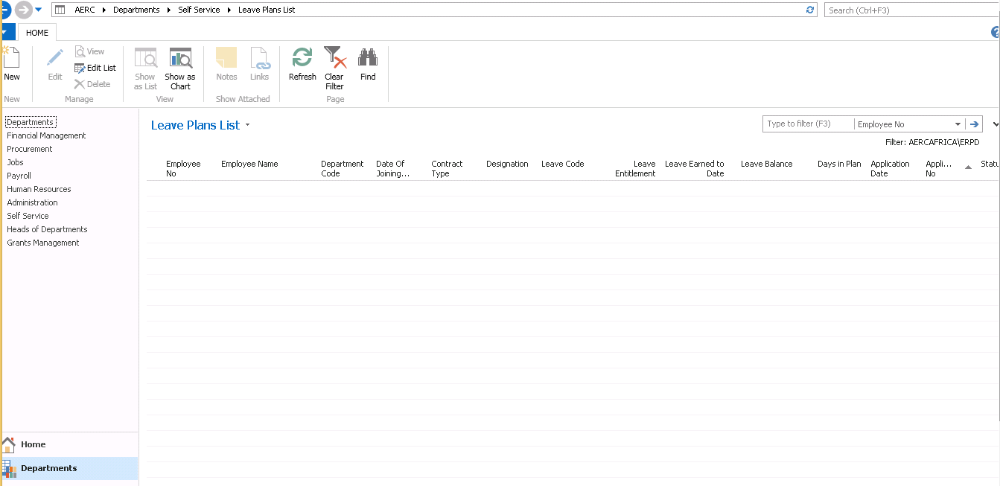 AERC Departments Self Service Leave Plans List
Search (Ctrl+F3)
HOME
New
Edit
View
Edit List
Delete
Show as List
Show as Chart
Notes
Links
Refresh
Clear Filter
Find
New
Manage
View
Show Attached
Page
Departments
Financial Management
Procurement
Jobs
Payroll
Human Resources
Administration
Self Service
Heads of Departments
Grants Management
Home
Departments
Leave Plans List
Type to filter (F3) Employee No
Filter: AERCAFRICA\ERPD
Employee No
Employee Name
Department Code
Date Of Joining...
Contract Type
Designation
Leave Code
Leave Entitlement
Leave Earned to Date
Leave Balance
Days in Plan
Application Date
Appli... No
Statu